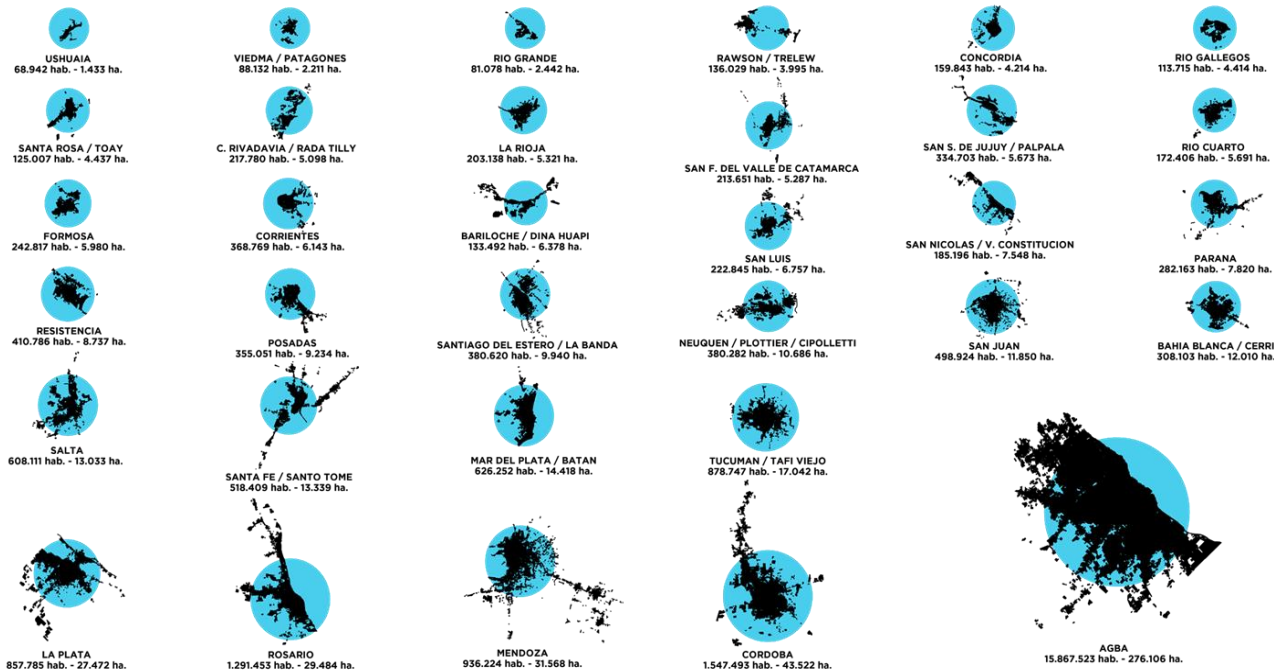 USHUAIA
68.942 hab. - 1.433 ha.
VIEDMA / PATAGONES
88.132 hab. - 2.211 ha.
RIO GRANDE
81.078 hab. - 2.442 ha.
RAWSON / TRELEW
136.029 hab. - 3.995 ha.
CONCORDIA
159.843 hab. - 4.214 ha.
RIO GALLEGOS
113.715 hab. - 4.414 ha.
SANTA ROSA / TOAY
125.007 hab. - 4.437 ha.
C. RIVADAVIA / RADA TILLY
217.780 hab. - 5.098 ha.
LA RIOJA
203.138 hab. - 5.321 ha.
SAN F. DEL VALLE DE CATAMARCA
213.651 hab. - 5.287 ha.
SAN S. DE JUJUY / PALPALA
334.703 hab. - 5.673 ha.
RIO CUARTO
172.406 hab. - 5.691 ha.
FORMOSA
242.817 hab. - 5.980 ha.
CORRIENTES
368.769 hab. - 6.143 ha.
BARILOCHE / DINA HUAPI
133.492 hab. - 6.378 ha.
SAN LUIS
222.845 hab. - 6.757 ha.
SAN NICOLAS / V. CONSTITUCION
185.196 hab. - 7.548 ha.
PARANA
282.163 hab. - 7.820 ha.
RESISTENCIA
410.786 hab. - 8.737 ha.
POSADAS
355.051 hab. - 9.234 ha.
SANTIAGO DEL ESTERO / LA BANDA
380.620 hab. - 9.940 ha.
NEUQUEN / PLOTTIER / CIPOLLETTI
380.282 hab. - 10.686 ha.
SAN JUAN
498.924 hab. - 11.850 ha.
BAHIA BLANCA / CERRI
308.103 hab. - 12.010 ha.
SALTA
608.111 hab. - 13.033 ha.
SANTA FE / SANTO TOME
518.409 hab. - 13.339 ha.
MAR DEL PLATA / BATAN
626.252 hab. - 14.418 ha.
TUCUMAN / TAFI VIEJO
878.747 hab. - 17.042 ha.
LA PLATA
857.785 hab. - 27.472 ha.
ROSARIO
1.291.453 hab. - 29.484 ha.
MENDOZA
936.224 hab. - 31.568 ha.
CORDOBA
1.547.493 hab. - 43.522 ha.
AGBA
15.867.523 hab. - 276.106 ha.